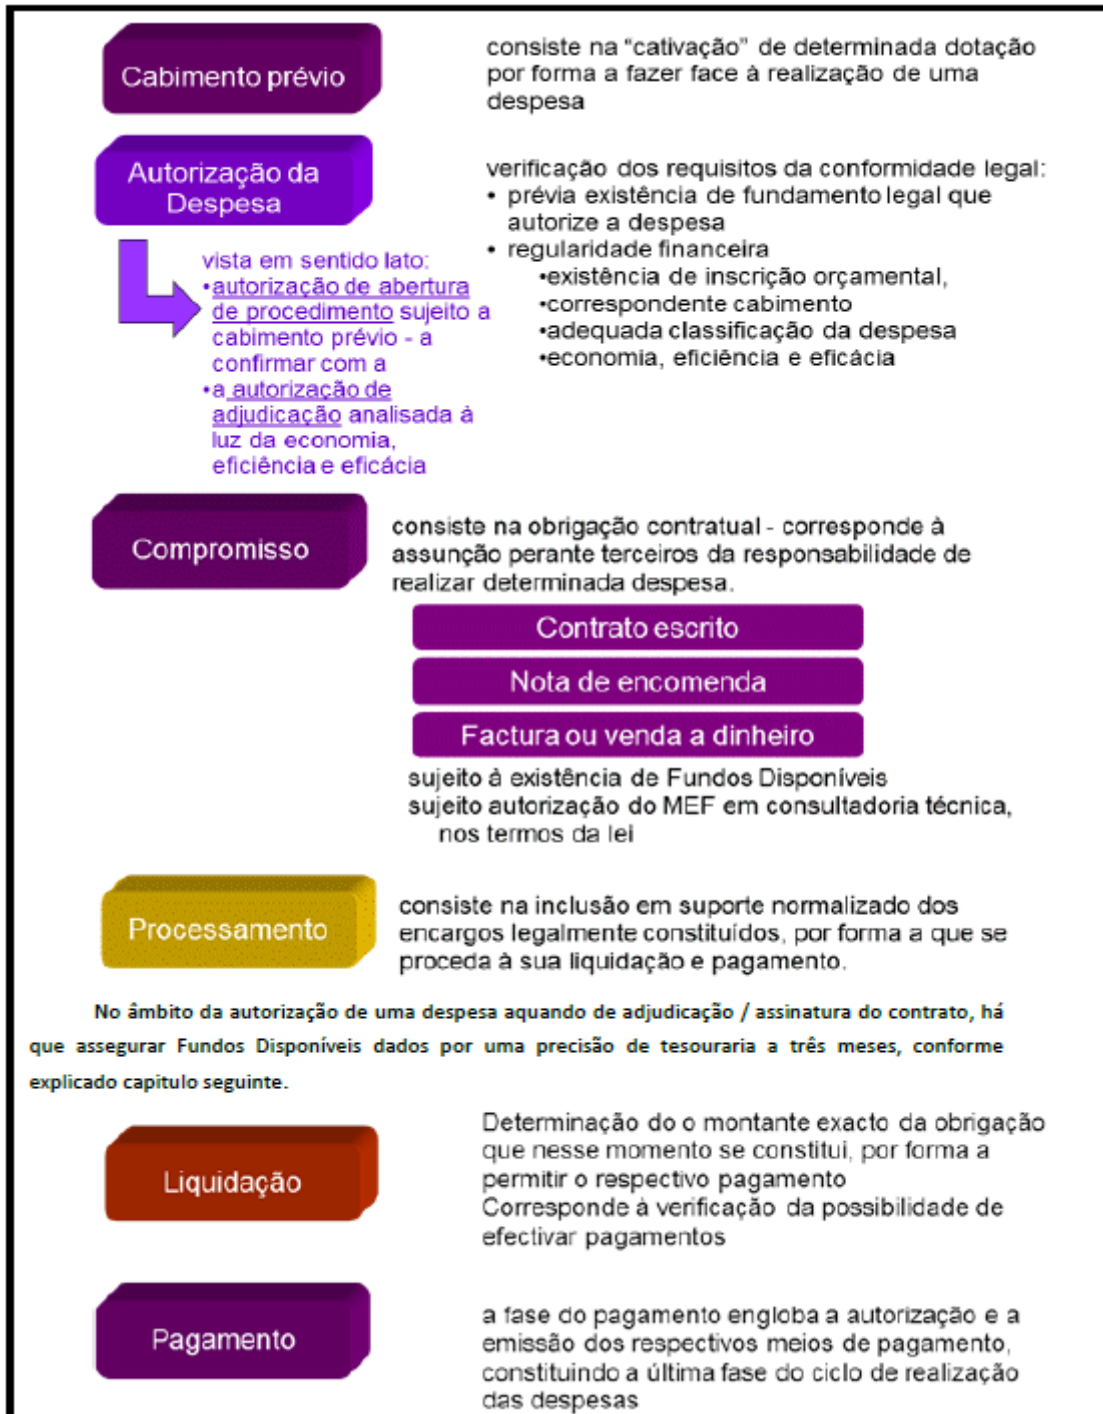 Cabimento prévio
consiste na “cativação” de determinada dotação
por forma a fazer face à realização de uma
despesa
Autorização da
Despesa
verificação dos requisitos da conformidade legal:
• prévia existência de fundamento legal que
autorize a despesa
• regularidade financeira
•existência de inscrição orçamental,
•correspondente cabimento
•adequada classificação da despesa
•economia, eficiência e eficácia
vista em sentido lato:
•autorização de abertura
de procedimento sujeito a
cabimento prévio - a
confirmar com a
•a autorização de
adjudicação analisada á
luz da economia,
eficiência e eficácia
Compromisso
consiste na obrigação contratual - corresponde à
assunção perante terceiros da responsabilidade de
realizar determinada despesa.
Contrato escrito
Nota de encomenda
Factura ou venda a dinheiro
sujeito à existência de Fundos Disponíveis
sujeito autorização do MEF em consultadoria técnica,
nos termos da lei
Processamento
consiste na inclusão em suporte normalizado dos
encargos legalmente constituídos, por forma a que se
proceda à sua liquidação e pagamento.
No âmbito da autorização de uma despesa aquando de adjudicação / assinatura do contrato, há
que assegurar Fundos Disponíveis dados por uma precisão de tesouraria a três meses, conforme
explicado capitulo seguinte.
Liquidação
Determinação do o montante exacto da obrigação
que nesse momento se constitui, por forma a
permitir o respectivo pagamento
Corresponde à verificação da possibilidade de
efectivar pagamentos
Pagamento
a fase do pagamento engloba a autorização e a
emissão dos respectivos meios de pagamento,
constituindo a última fase do ciclo de realização
das despesas